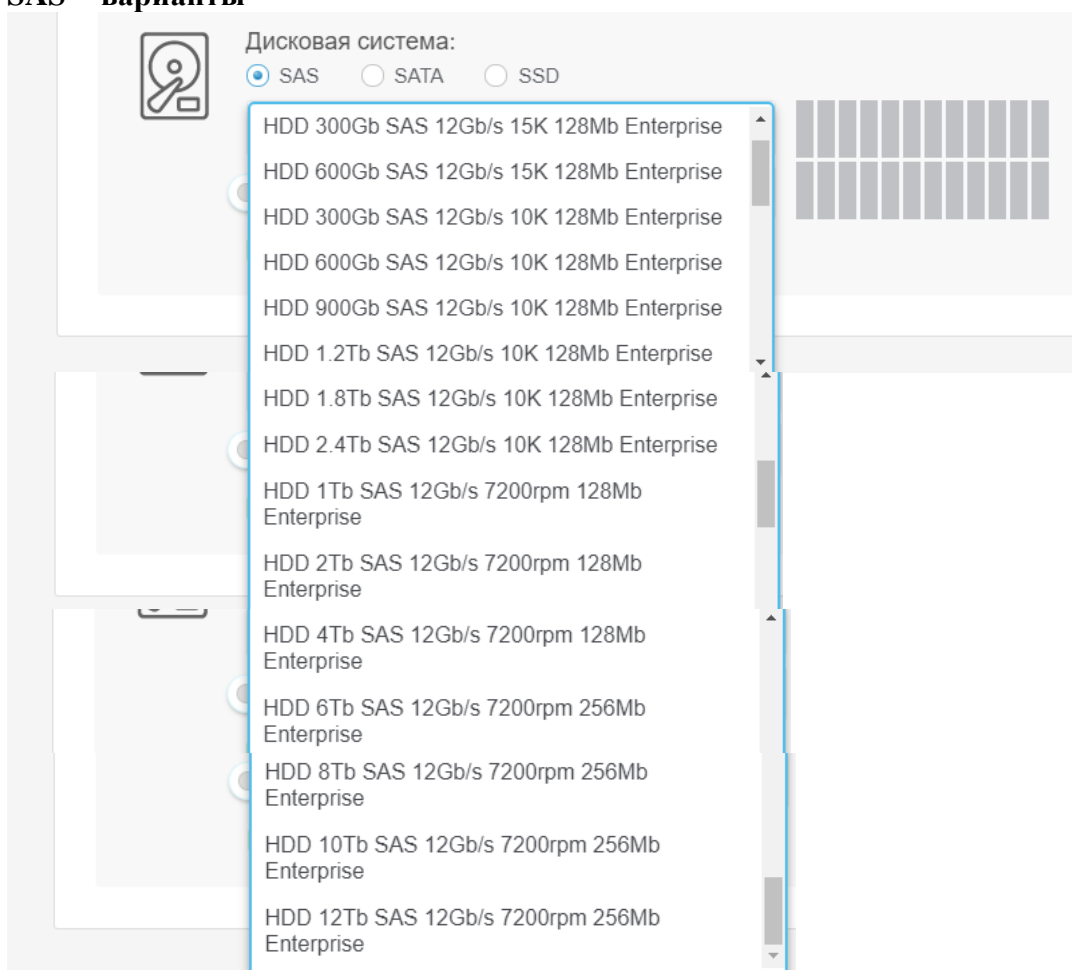 SAS – варианты
Дисковая система:
SAS SATA SSD
HDD 300Gb SAS 12Gb/s 15K 128Mb Enterprise
HDD 600Gb SAS 12Gb/s 15K 128Mb Enterprise
HDD 300Gb SAS 12Gb/s 10K 128Mb Enterprise
HDD 600Gb SAS 12Gb/s 10K 128Mb Enterprise
HDD 900Gb SAS 12Gb/s 10K 128Mb Enterprise
HDD 1.2Tb SAS 12Gb/s 10K 128Mb Enterprise
HDD 1.8Tb SAS 12Gb/s 10K 128Mb Enterprise
HDD 2.4Tb SAS 12Gb/s 10K 128Mb Enterprise
HDD 1Tb SAS 12Gb/s 7200rpm 128Mb
Enterprise
HDD 2Tb SAS 12Gb/s 7200rpm 128Mb
Enterprise
HDD 4Tb SAS 12Gb/s 7200rpm 128Mb
Enterprise
HDD 6Tb SAS 12Gb/s 7200rpm 256Mb
Enterprise
HDD 8Tb SAS 12Gb/s 7200rpm 256Mb
Enterprise
HDD 10Tb SAS 12Gb/s 7200rpm 256Mb
Enterprise
HDD 12Tb SAS 12Gb/s 7200rpm 256Mb
Enterprise